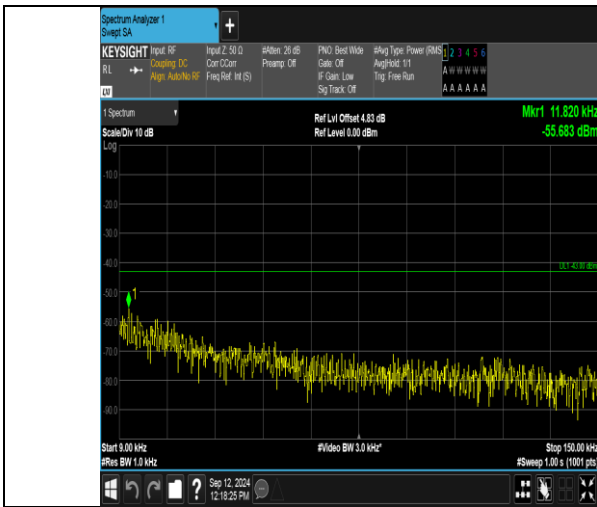 Spectrum Analyzer 1
Swept SA
+
KEYSIGHT Input: RF Input Z: 50 Ω #Atten: 26 dB PNO: Best Wide #Avg Type: Power (RMS 1 2 3 4 5 6
RL Coupling: DC Corr CCorr Preamp: Off Gate: Off Avg|Hold: 1/1 A W W W W W
Align: Auto/No RF Freq Ref: Int (S) IF Gain: Low Trig: Free Run
LXI Sig Track: Off A A A A A A
1 Spectrum Ref Lvl Offset 4.83 dB Mkr1 11.820 kHz
Scale/Div 10 dB Ref Level 0.00 dBm -55.683 dBm
Log
-10.0
-20.0
-30.0
-40.0
DL1 -43.00 dBm
-50.0
1
-60.0
-70.0
-80.0
-90.0
Start 9.00 kHz #Video BW 3.0 kHz* Stop 150.00 kHz
#Res BW 1.0 kHz #Sweep 1.00 s (1001 pts)
? Sep 12, 2024
12:18:25 PM